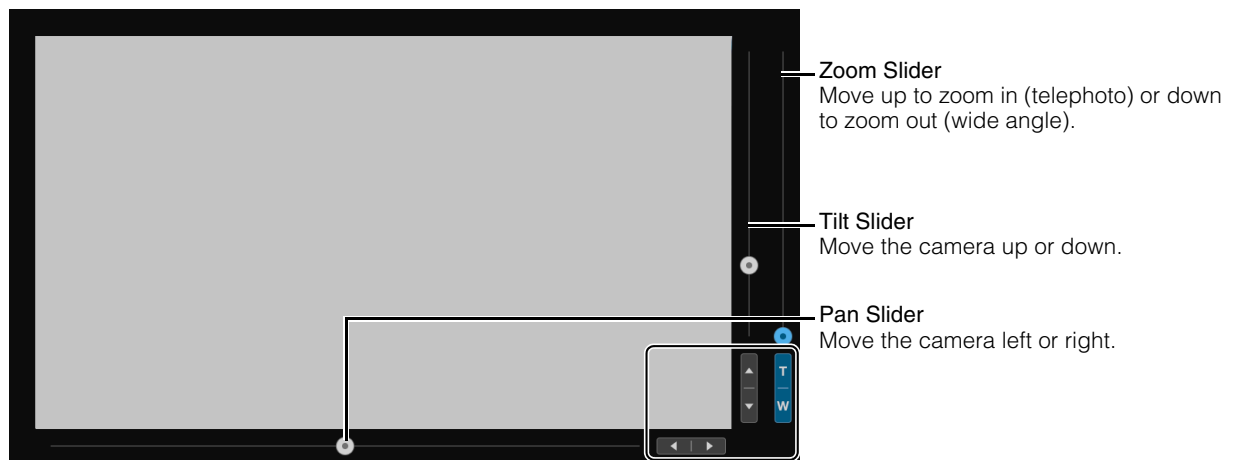 Zoom Slider
Move up to zoom in (telephoto) or down
to zoom out (wide angle).
Tilt Slider
Move the camera up or down.
Pan Slider
Move the camera left or right.
T
W